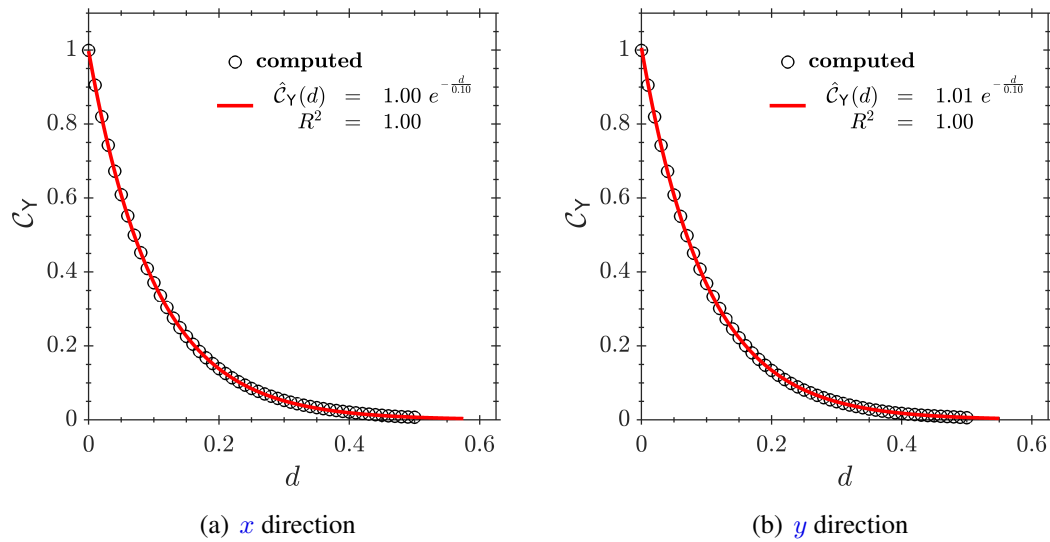 computed
Ĉ_Y(d) = 1.00 e^{-d/0.10}
R² = 1.00
1
0.8
0.6
0.4
0.2
0
C_Y
0 0.2 0.4 0.6
d
(a) x direction
computed
Ĉ_Y(d) = 1.01 e^{-d/0.10}
R² = 1.00
1
0.8
0.6
0.4
0.2
0
C_Y
0 0.2 0.4 0.6
d
(b) y direction